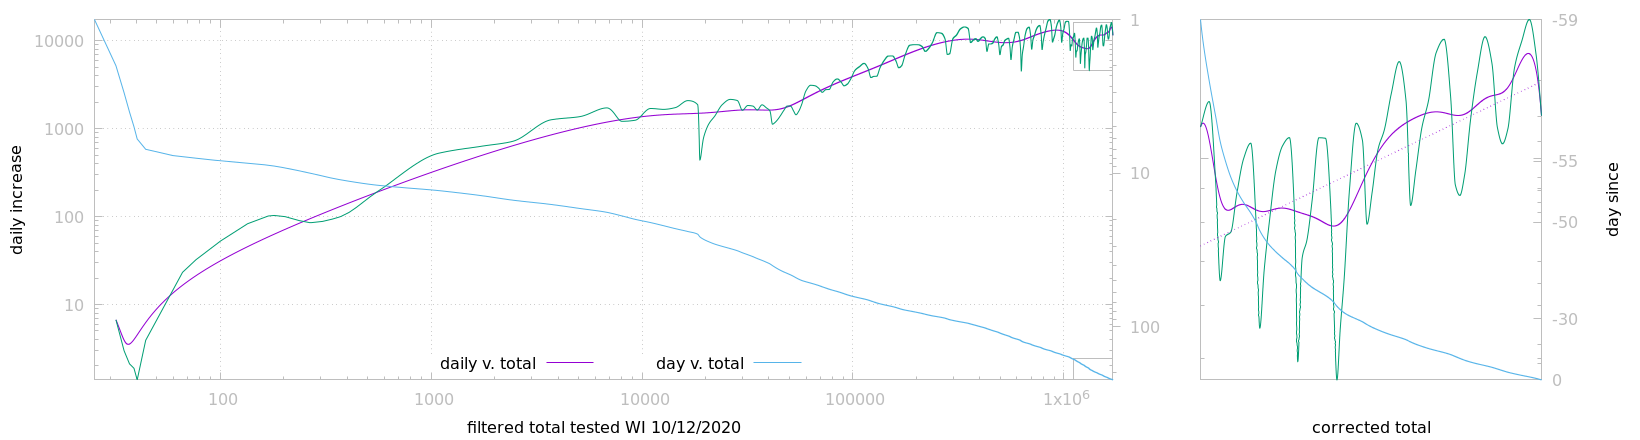 10000
1000
100
10
daily increase
100
1000
10000
100000
1x10^6
1
10
100
daily v. total
day v. total
filtered total tested WI 10/12/2020
-59
-55
-50
-30
0
day since
corrected total